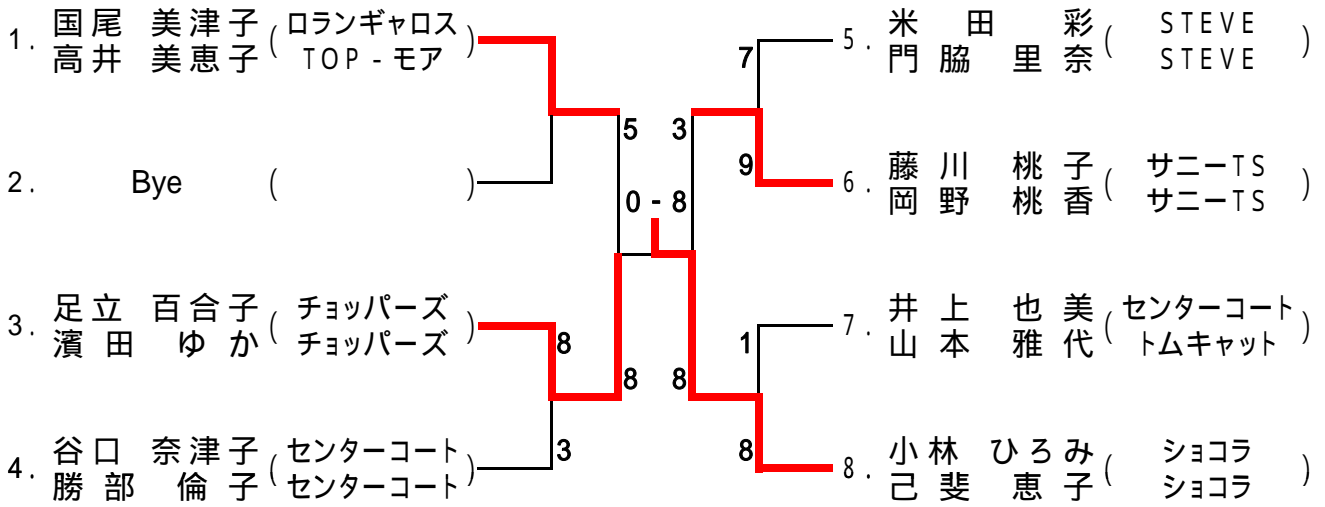 1. 国尾 美津子 ( ロランギャロス )
高井 美恵子 TOP - モア
2. Bye ( )
3. 足立 百合子 ( チョッパーズ )
濱田 ゆか チョッパーズ
4. 谷口 奈津子 ( センターコート )
勝部 倫子 センターコート
5
8
3
8
0 - 8
3
8
7
9
1
8
5. 米田 彩 ( STEVE )
門脇 里奈 STEVE
6. 藤川 桃子 ( サニーTS )
岡野 桃香 サニーTS
7. 井上 也美 ( センターコート )
山本 雅代 トムキャット
8. 小林 ひろみ ( ショコラ )
己斐 恵子 ショコラ